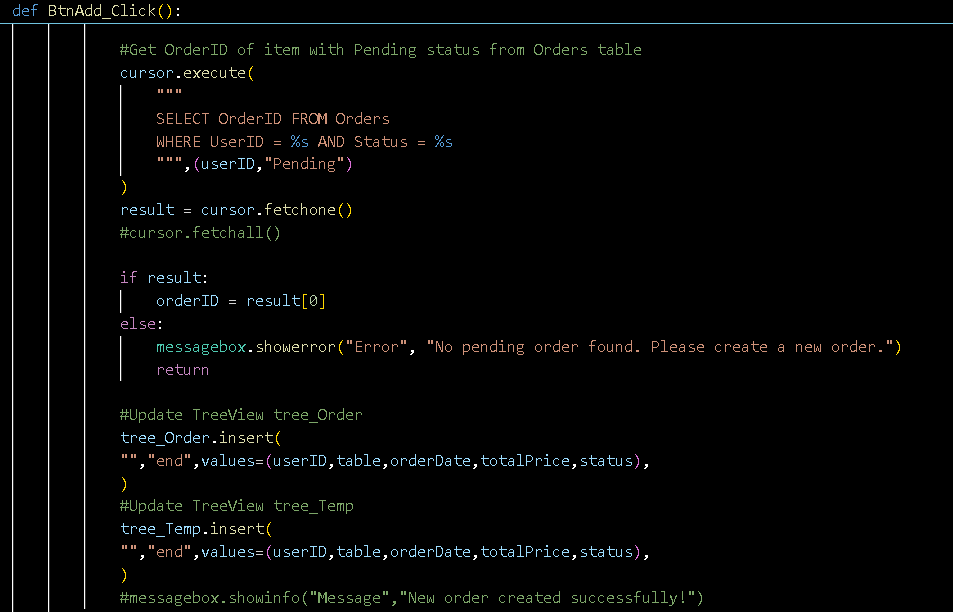 def BtnAdd_Click():
#Get OrderID of item with Pending status from Orders table
cursor.execute(
"""
SELECT OrderID FROM Orders
WHERE UserID = %s AND Status = %s
""",(userID,"Pending")
)
result = cursor.fetchone()
#cursor.fetchall()
if result:
orderID = result[0]
else:
messagebox.showerror("Error", "No pending order found. Please create a new order.")
return
#Update TreeView tree_Order
tree_Order.insert(
"","end",values=(userID,table,orderDate,totalPrice,status),
)
#Update TreeView tree_Temp
tree_Temp.insert(
"","end",values=(userID,table,orderDate,totalPrice,status),
)
#messagebox.showinfo("Message","New order created successfully!")